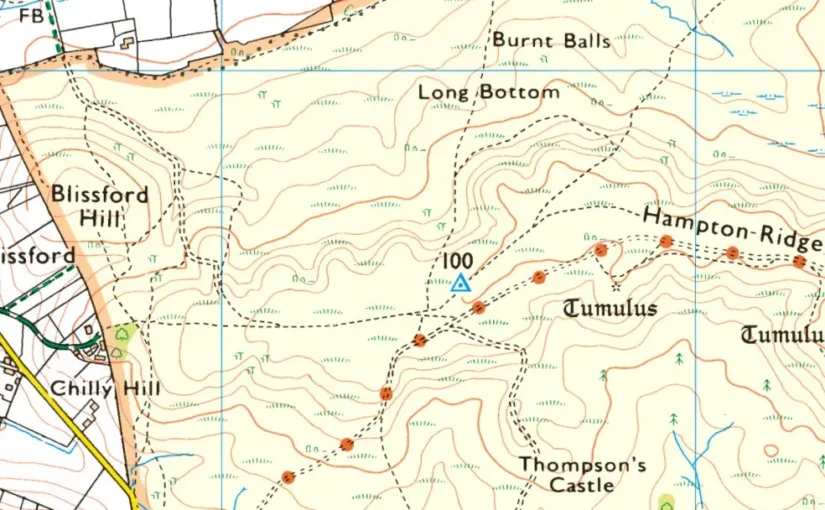 FB
Burnt Balls
Long Bottom
Blissford
Hill
Hampton Ridge
issford
100
Tumulus
Tumulu
Chilly Hill
Thompson's
Castle